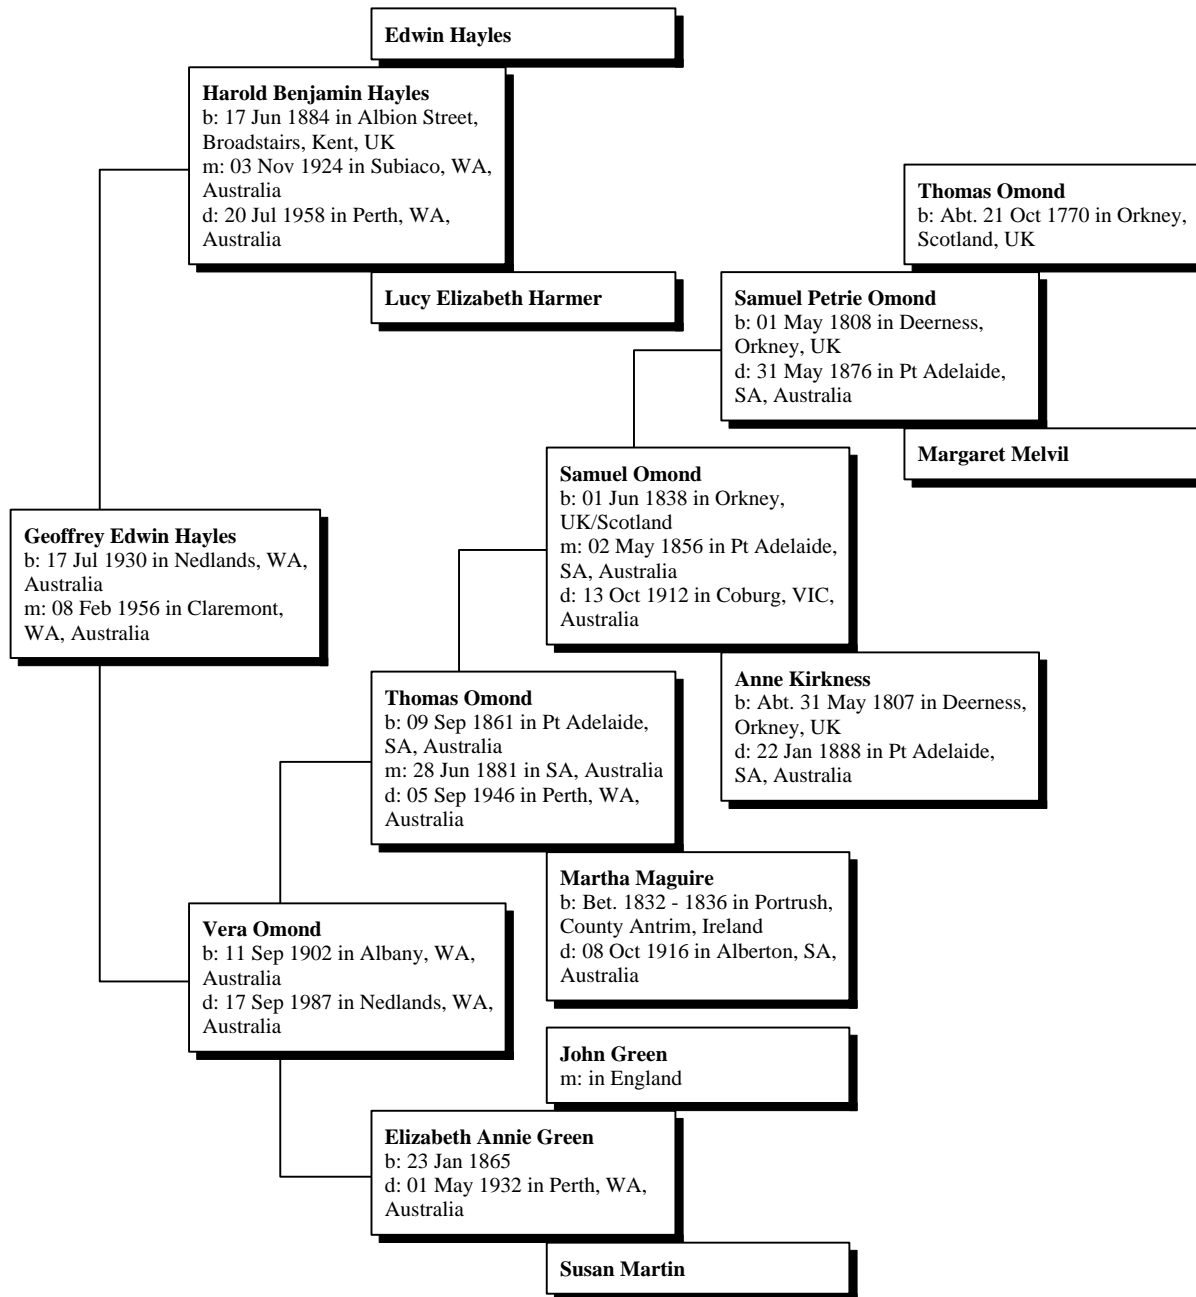 Edwin Hayles
Harold Benjamin Hayles
b: 17 Jun 1884 in Albion Street,
Broadstairs, Kent, UK
m: 03 Nov 1924 in Subiaco, WA,
Australia
d: 20 Jul 1958 in Perth, WA,
Australia
Lucy Elizabeth Harmer
Thomas Omond
b: Abt. 21 Oct 1770 in Orkney,
Scotland, UK
Samuel Petrie Omond
b: 01 May 1808 in Deerness,
Orkney, UK
d: 31 May 1876 in Pt Adelaide,
SA, Australia
Margaret Melvil
Samuel Omond
b: 01 Jun 1838 in Orkney,
UK/Scotland
m: 02 May 1856 in Pt Adelaide,
SA, Australia
d: 13 Oct 1912 in Coburg, VIC,
Australia
Geoffrey Edwin Hayles
b: 17 Jul 1930 in Nedlands, WA,
Australia
m: 08 Feb 1956 in Claremont,
WA, Australia
Anne Kirkness
b: Abt. 31 May 1807 in Deerness,
Orkney, UK
d: 22 Jan 1888 in Pt Adelaide,
SA, Australia
Thomas Omond
b: 09 Sep 1861 in Pt Adelaide,
SA, Australia
m: 28 Jun 1881 in SA, Australia
d: 05 Sep 1946 in Perth, WA,
Australia
Martha Maguire
b: Bet. 1832 - 1836 in Portrush,
County Antrim, Ireland
d: 08 Oct 1916 in Alberton, SA,
Australia
Vera Omond
b: 11 Sep 1902 in Albany, WA,
Australia
d: 17 Sep 1987 in Nedlands, WA,
Australia
John Green
m: in England
Elizabeth Annie Green
b: 23 Jan 1865
d: 01 May 1932 in Perth, WA,
Australia
Susan Martin